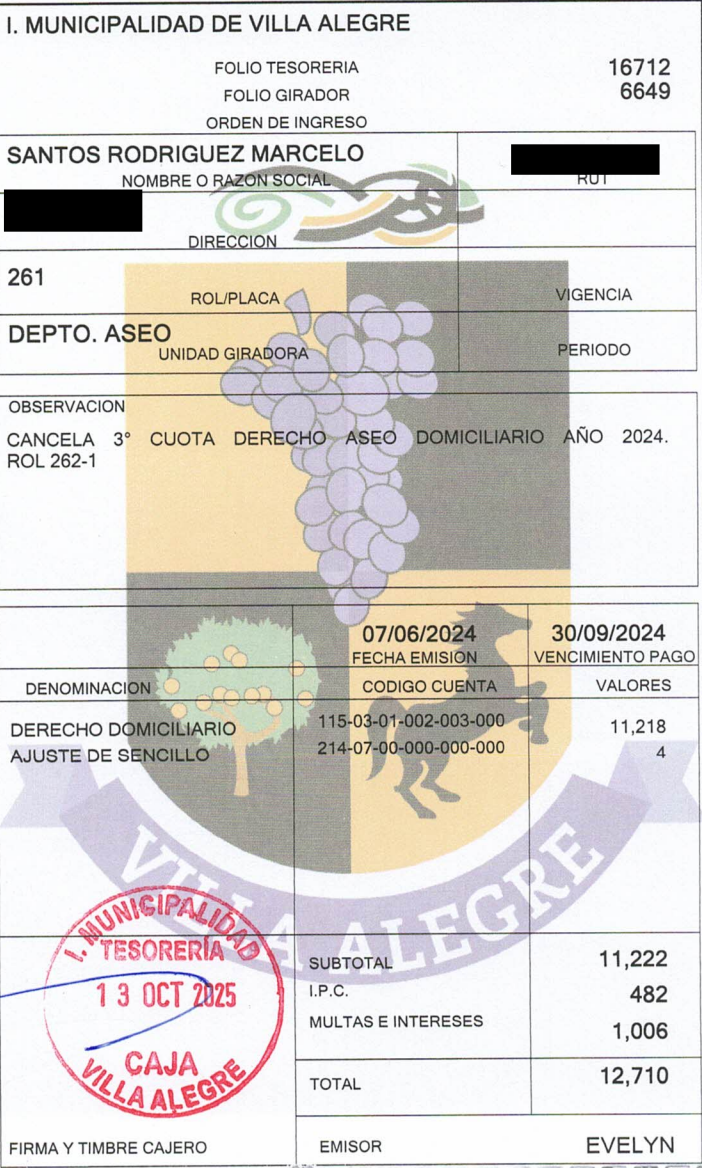 I. MUNICIPALIDAD DE VILLA ALEGRE
FOLIO TESORERIA 16712
FOLIO GIRADOR 6649
ORDEN DE INGRESO
SANTOS RODRIGUEZ MARCELO
NOMBRE O RAZON SOCIAL RUT
DIRECCION
261
ROL/PLACA VIGENCIA
DEPTO. ASEO
UNIDAD GIRADORA PERIODO
OBSERVACION
CANCELA 3° CUOTA DERECHO ASEO DOMICILIARIO AÑO 2024.
ROL 262-1
07/06/2024 30/09/2024
FECHA EMISION VENCIMIENTO PAGO
DENOMINACION CODIGO CUENTA VALORES
DERECHO DOMICILIARIO 115-03-01-002-003-000 11,218
AJUSTE DE SENCILLO 214-07-00-000-000-000 4
VILLA ALEGRE
I. MUNICIPALIDAD
TESORERÍA
13 OCT 2025
CAJA
VILLA ALEGRE
SUBTOTAL 11,222
I.P.C. 482
MULTAS E INTERESES 1,006
TOTAL 12,710
FIRMA Y TIMBRE CAJERO EMISOR EVELYN